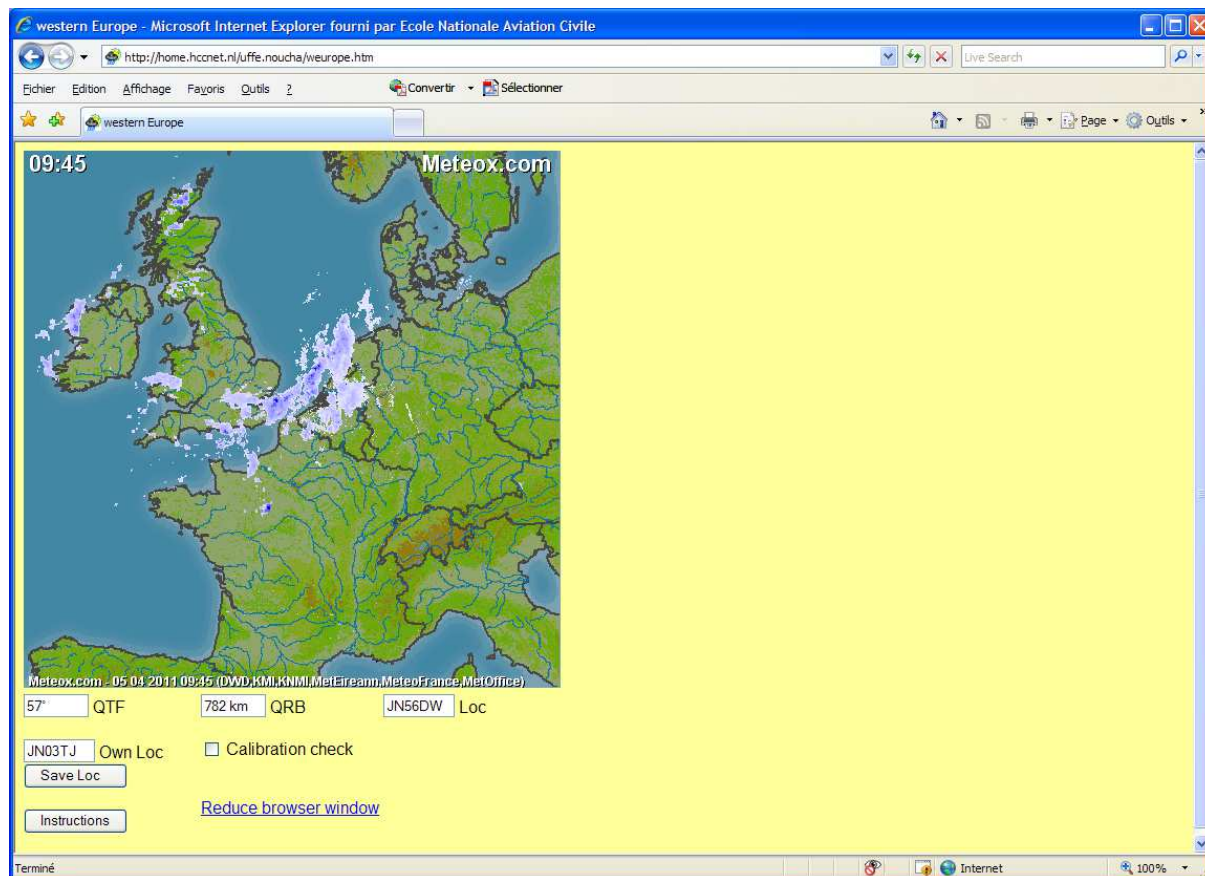 western Europe - Microsoft Internet Explorer fourni par Ecole Nationale Aviation Civile
http://home.hccnet.nl/uffe.noucha/weurope.htm
Live Search
Fichier Edition Affichage Favoris Outils ? Convertir Sélectionner
western Europe
Page Outils
09:45 Meteox.com
Meteox.com - 05 04 2011 09:45 (DWD,KMI,KNMI,MetEireann,MeteoFrance,MetOffice)
57° QTF 782 km QRB JN56DW Loc
JN03TJ Own Loc Calibration check
Save Loc
Reduce browser window
Instructions
Terminé Internet 100%